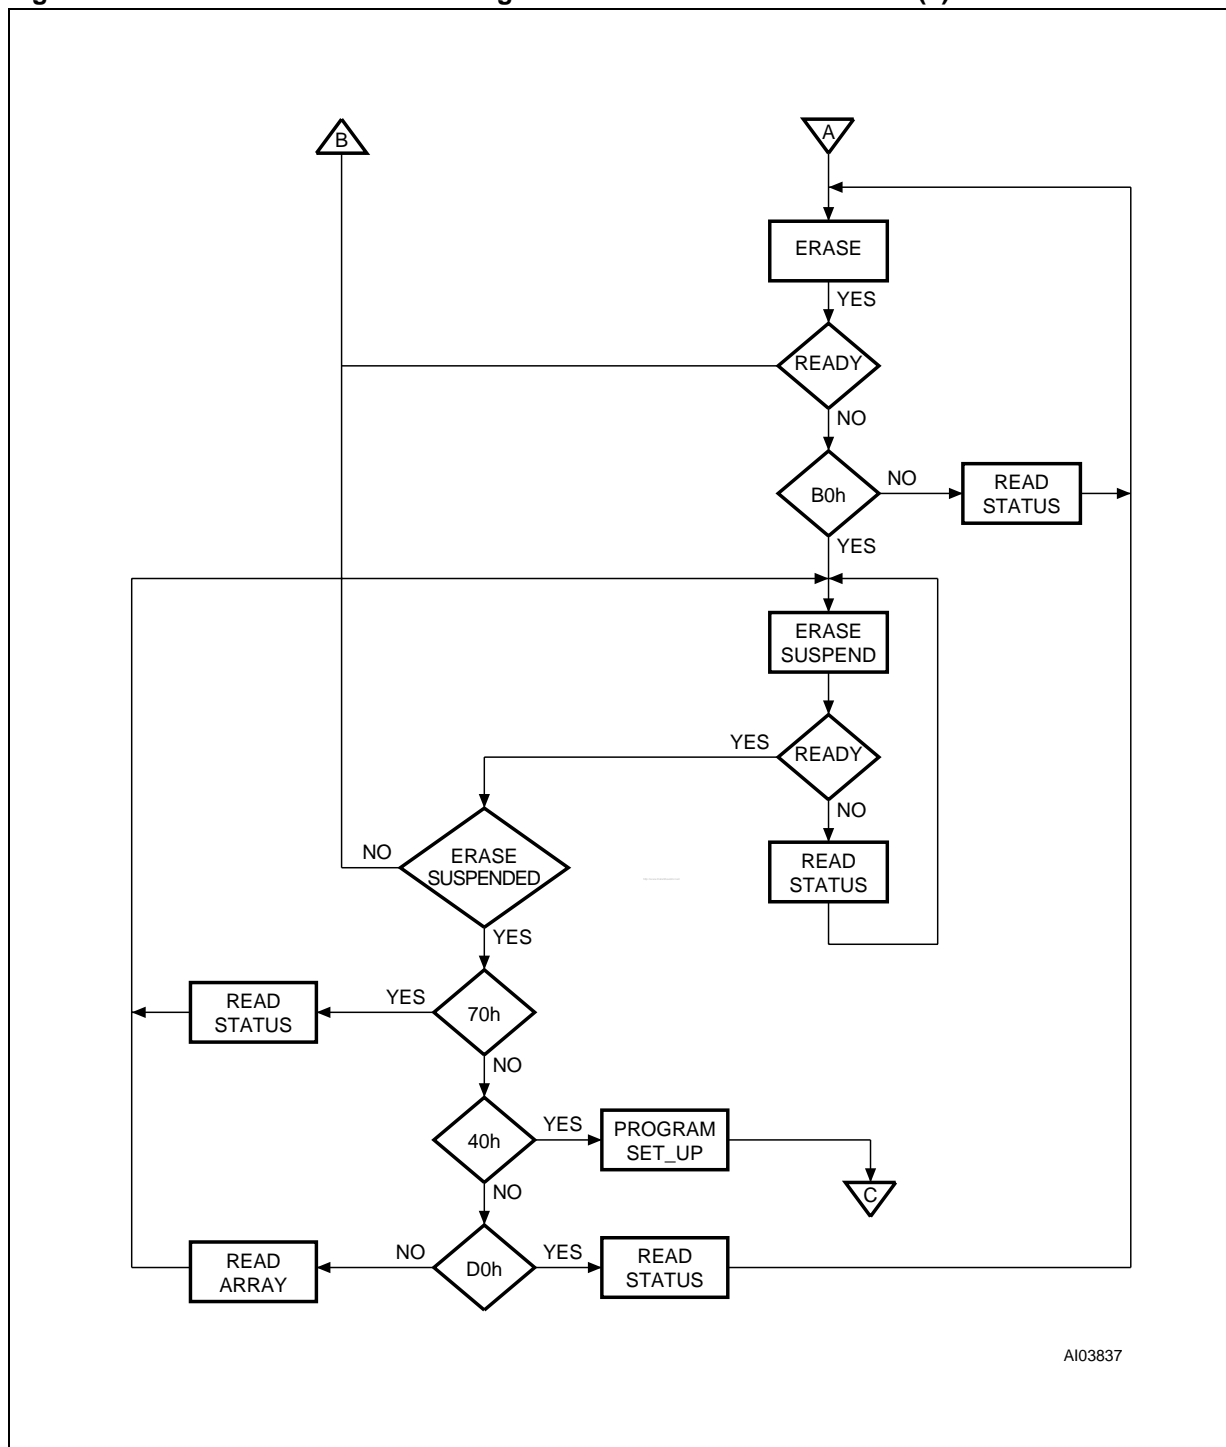 B
A
ERASE
YES
READY
NO
B0h
NO
READ
STATUS
YES
ERASE
SUSPEND
YES
READY
NO
NO
ERASE
SUSPENDED
READ
STATUS
YES
READ
STATUS
YES
70h
NO
40h
YES
PROGRAM
SET_UP
NO
C
READ
ARRAY
NO
D0h
YES
READ
STATUS
AI03837